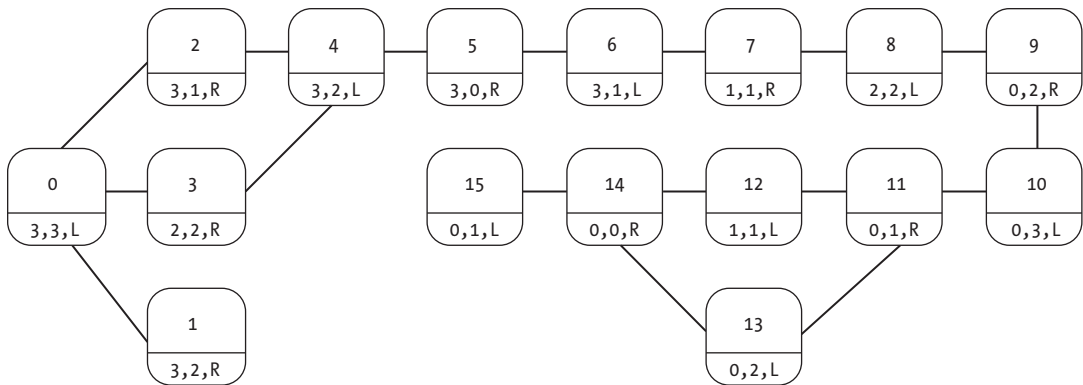 2
3,1,R
4
3,2,L
5
3,0,R
6
3,1,L
7
1,1,R
8
2,2,L
9
0,2,R
0
3,3,L
3
2,2,R
15
0,1,L
14
0,0,R
12
1,1,L
11
0,1,R
10
0,3,L
1
3,2,R
13
0,2,L